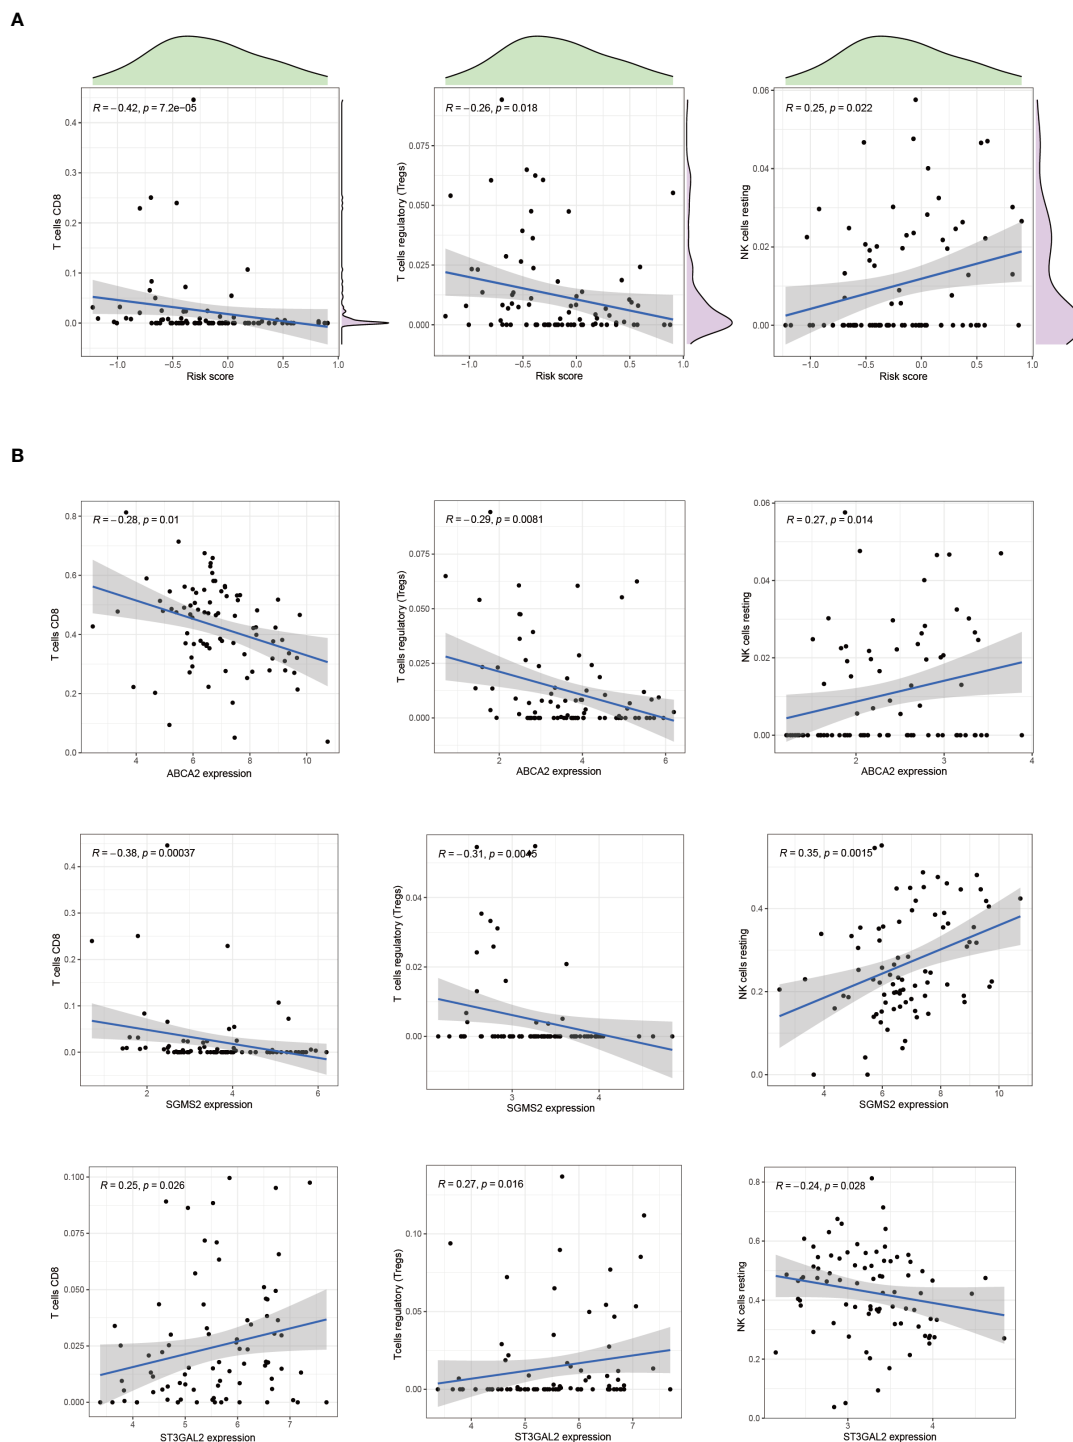 A
R = −0.42, p = 7.2e−05
R = −0.26, p = 0.018
R = 0.25, p = 0.022
T cells CD8
T cells regulatory (Tregs)
NK cells resting
0.4
0.3
0.2
0.1
0.0
0.075
0.050
0.025
0.000
0.06
0.04
0.02
0.00
−1.0 −0.5 0.0 0.5 1.0
−1.0 −0.5 0.0 0.5 1.0
−1.0 −0.5 0.0 0.5 1.0
Risk score
Risk score
Risk score
B
R = −0.28, p = 0.01
R = −0.29, p = 0.0081
R = 0.27, p = 0.014
T cells CD8
T cells regulatory (Tregs)
NK cells resting
0.8
0.6
0.4
0.2
0.0
0.075
0.050
0.025
0.000
0.06
0.04
0.02
0.00
4 6 8 10
2 4 6
2 3 4
ABCA2 expression
ABCA2 expression
ABCA2 expression
R = −0.38, p = 0.00037
R = −0.31, p = 0.0045
R = 0.35, p = 0.0015
T cells CD8
T cells regulatory (Tregs)
NK cells resting
0.4
0.3
0.2
0.1
0.0
0.04
0.02
0.00
0.4
0.2
0.0
2 4 6
3 4
4 6 8 10
SGMS2 expression
SGMS2 expression
SGMS2 expression
R = 0.25, p = 0.026
R = 0.27, p = 0.016
R = −0.24, p = 0.028
T cells CD8
Tcells regulatory (Tregs)
NK cells resting
0.100
0.075
0.050
0.025
0.000
0.10
0.05
0.00
0.8
0.6
0.4
0.2
0.0
4 5 6 7
4 5 6 7
3 4
ST3GAL2 expression
ST3GAL2 expression
ST3GAL2 expression